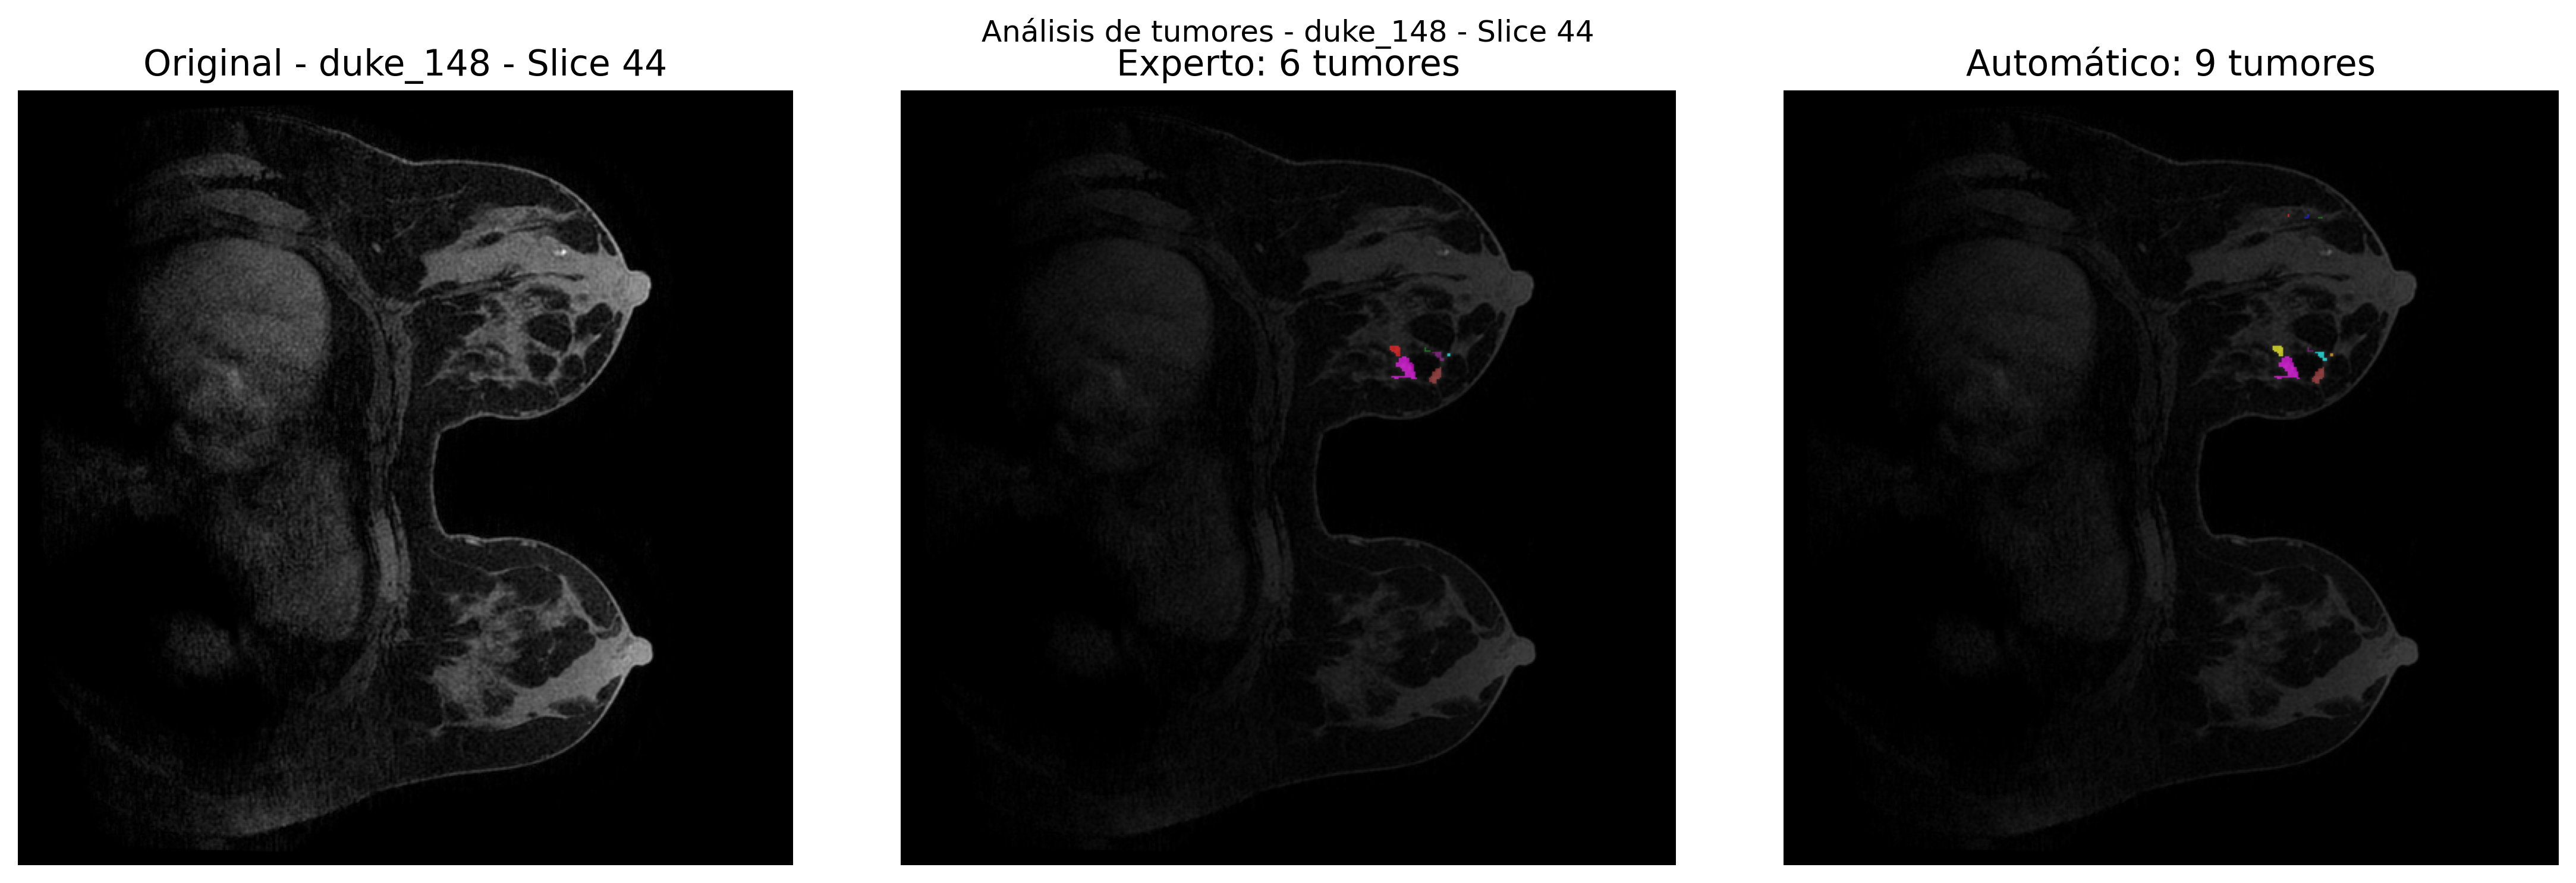 Análisis de tumores - duke_148 - Slice 44
Original - duke_148 - Slice 44
Experto: 6 tumores
Automático: 9 tumores